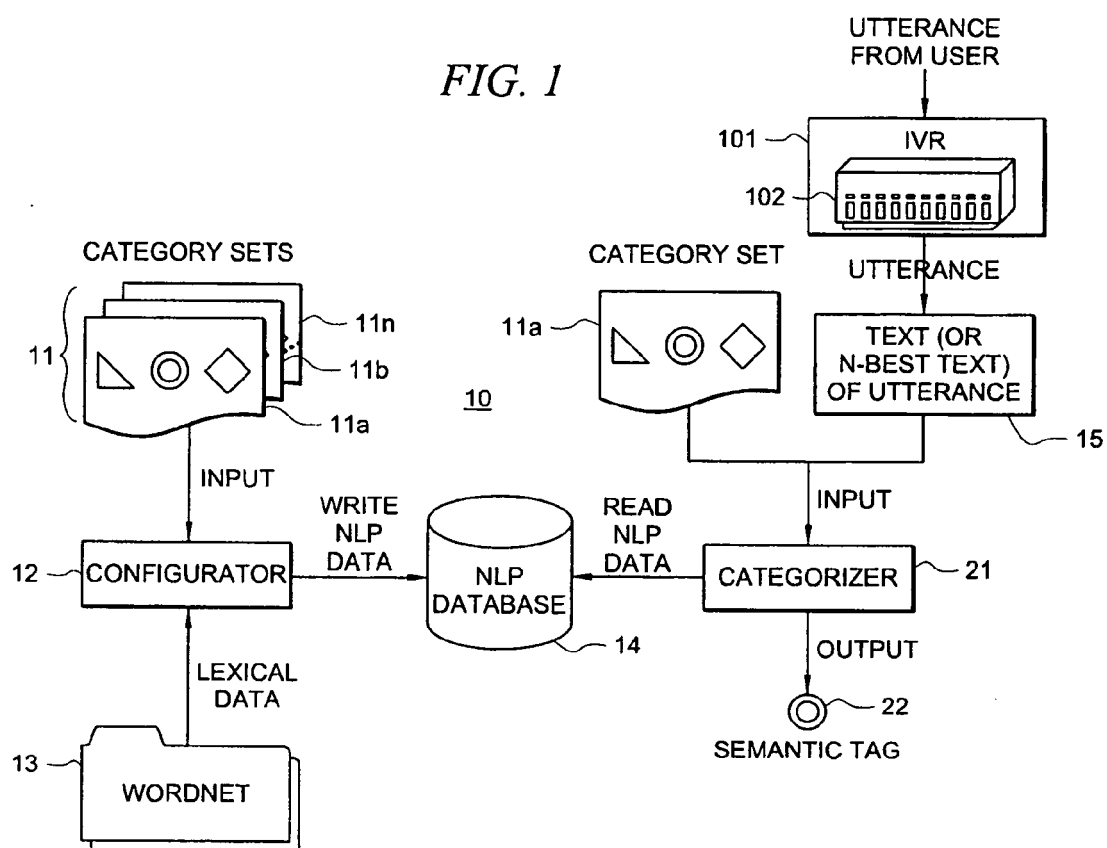 FIG. 1
UTTERANCE
FROM USER
101
IVR
102
UTTERANCE
CATEGORY SETS
11
11n
11b
11a
CATEGORY SET
11a
TEXT (OR
N-BEST TEXT)
OF UTTERANCE
15
10
INPUT
INPUT
12
CONFIGURATOR
WRITE
NLP
DATA
NLP
DATABASE
14
READ
NLP
DATA
CATEGORIZER
21
LEXICAL
DATA
OUTPUT
22
SEMANTIC TAG
13
WORDNET